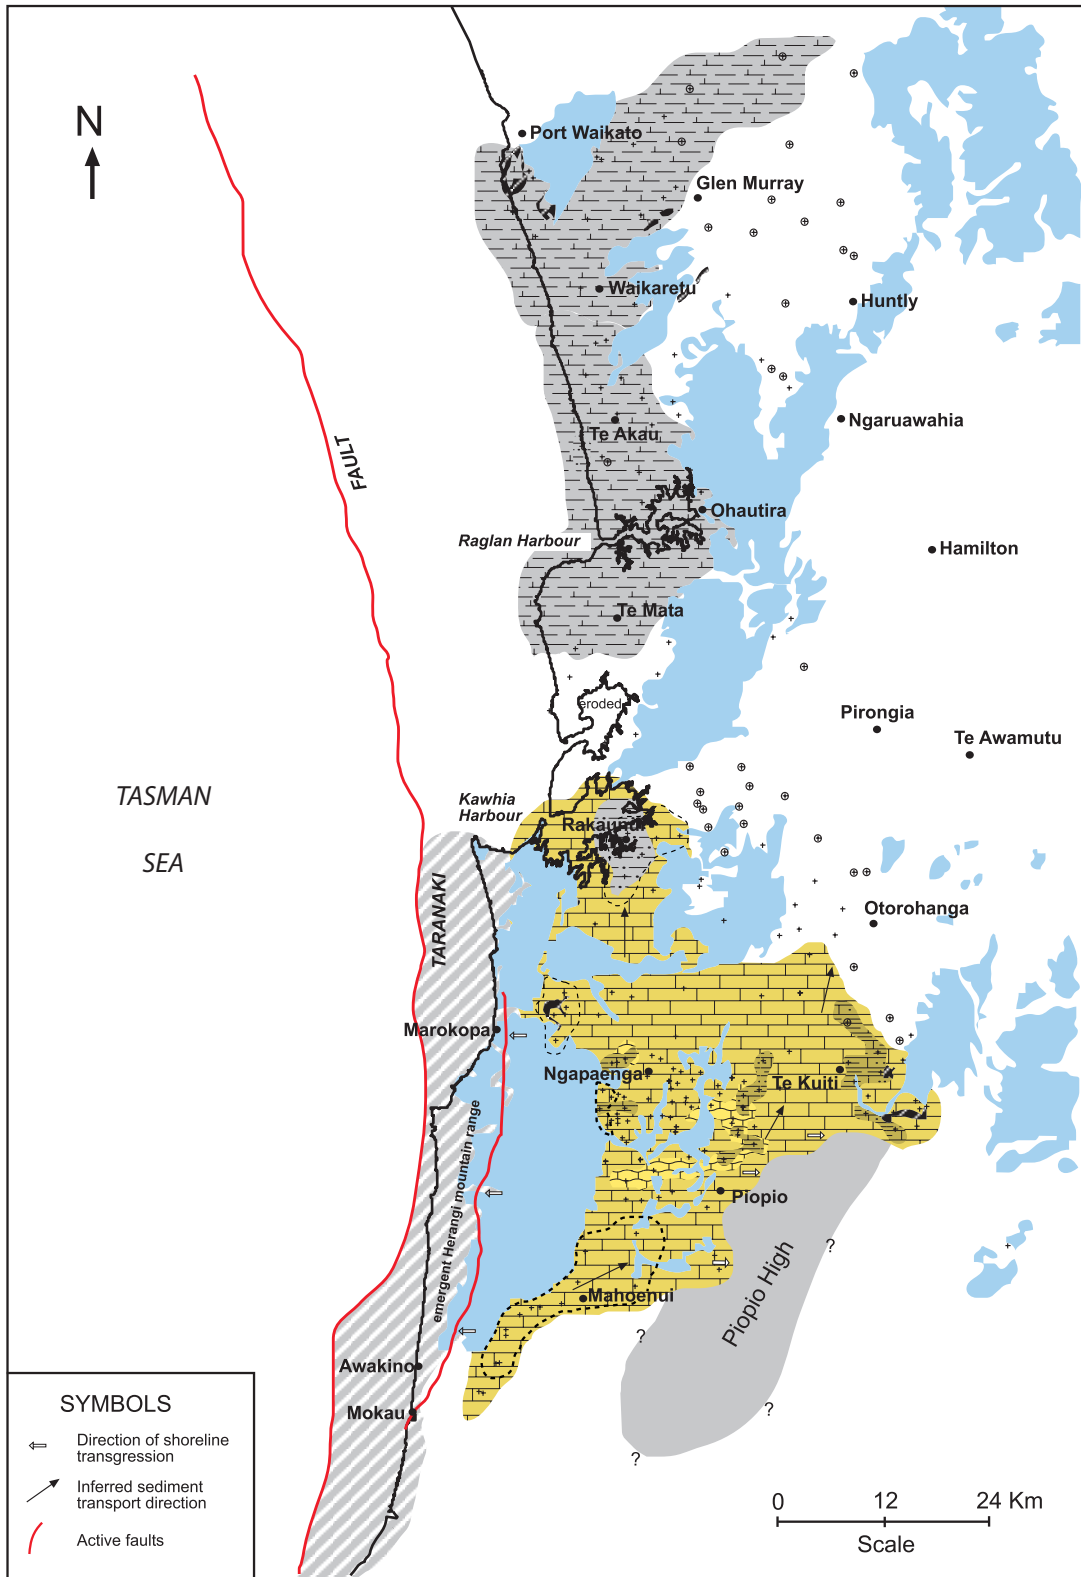 N
Port Waikato
Glen Murray
Waikaretu
Huntly
Ngaruawahia
Te Akau
FAULT
Ohautira
Raglan Harbour
Hamilton
Te Mata
eroded
Pirongia
Te Awamutu
TASMAN
SEA
Kawhia
Harbour
Rakaunui
Otorohanga
TARANAKI
Marokopa
Ngapaenga
Te Kuiti
emergent Herangi mountain range
Piopio
Piopio High
?
?
?
?
Mahoenui
Awakino
Mokau
SYMBOLS
Direction of shoreline
transgression
Inferred sediment
transport direction
Active faults
0 12 24 Km
Scale